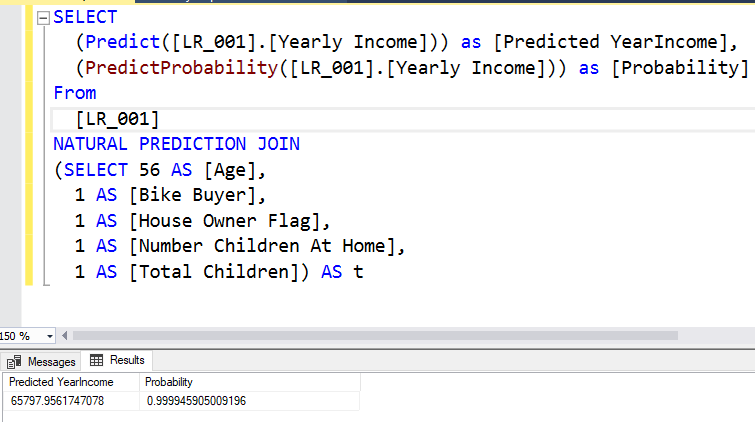 SELECT
(Predict([LR_001].[Yearly Income])) as [Predicted YearIncome],
(PredictProbability([LR_001].[Yearly Income])) as [Probability]
From
[LR_001]
NATURAL PREDICTION JOIN
(SELECT 56 AS [Age],
1 AS [Bike Buyer],
1 AS [House Owner Flag],
1 AS [Number Children At Home],
1 AS [Total Children]) AS t
150 %
Messages Results
Predicted YearIncome Probability
65797.9561747078 0.999945905009196